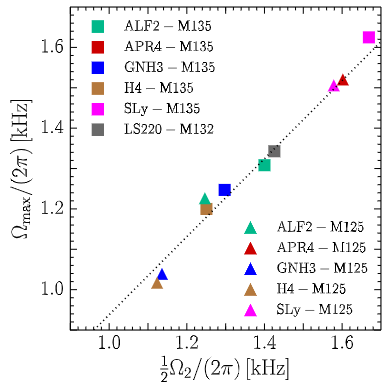 1.6
1.4
1.2
1.0
Ω_max/(2π) [kHz]
ALF2 – M135
APR4 – M135
GNH3 – M135
H4 – M135
SLy – M135
LS220 – M132
ALF2 – M125
APR4 – M125
GNH3 – M125
H4 – M125
SLy – M125
1.0 1.2 1.4 1.6
½Ω₂/(2π) [kHz]